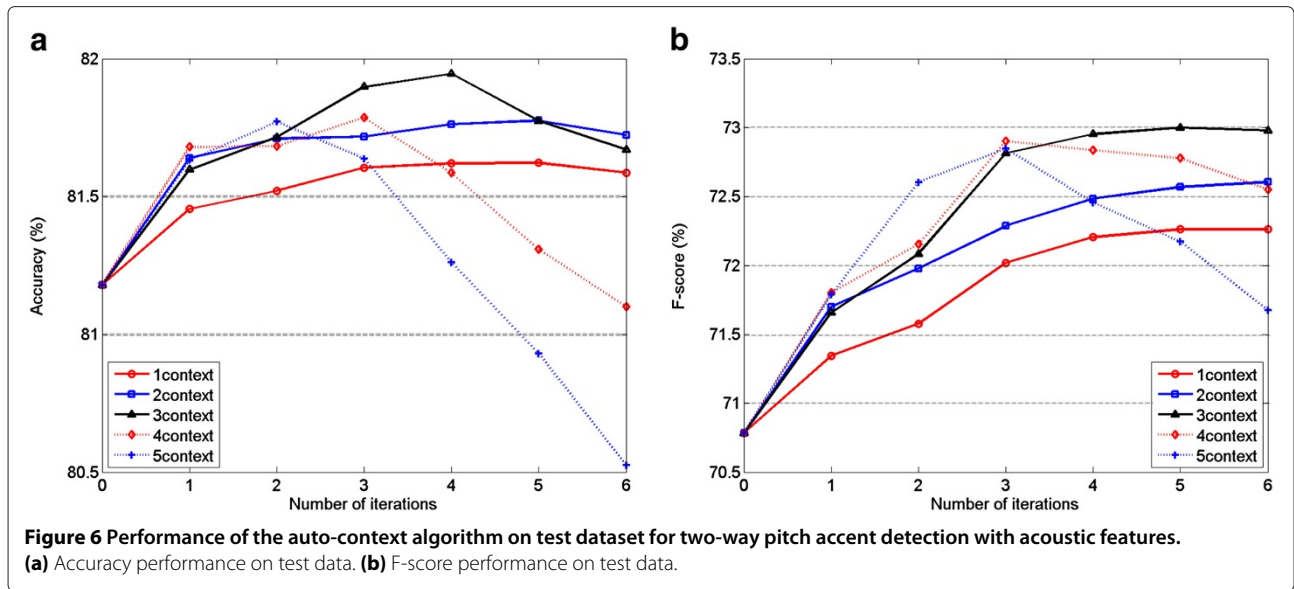 a
82
81.5
81
80.5
Accuracy (%)
1context
2context
3context
4context
5context
0 1 2 3 4 5 6
Number of iterations
b
73.5
73
72.5
72
71.5
71
70.5
F-score (%)
1context
2context
3context
4context
5context
0 1 2 3 4 5 6
Number of iterations
Figure 6 Performance of the auto-context algorithm on test dataset for two-way pitch accent detection with acoustic features.
(a) Accuracy performance on test data. (b) F-score performance on test data.